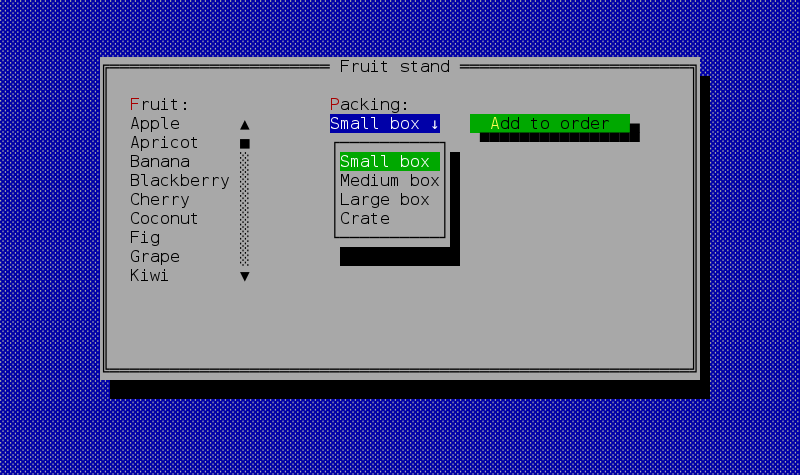 Fruit stand
Fruit:
Apple
Apricot
Banana
Blackberry
Cherry
Coconut
Fig
Grape
Kiwi
Packing:
Small box ↓
Small box
Medium box
Large box
Crate
Add to order